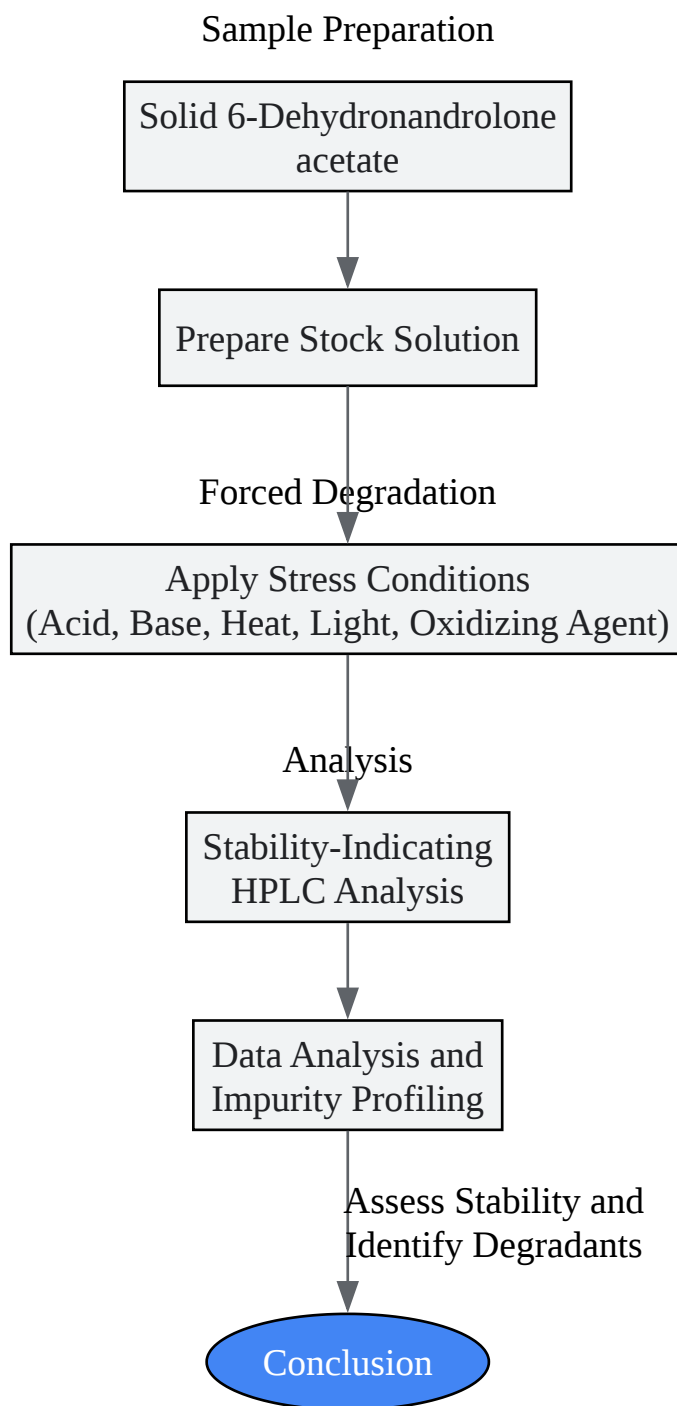 Sample Preparation
Solid 6-Dehydronandrolone
acetate
Prepare Stock Solution
Forced Degradation
Apply Stress Conditions
(Acid, Base, Heat, Light, Oxidizing Agent)
Analysis
Stability-Indicating
HPLC Analysis
Data Analysis and
Impurity Profiling
Assess Stability and
Identify Degradants
Conclusion